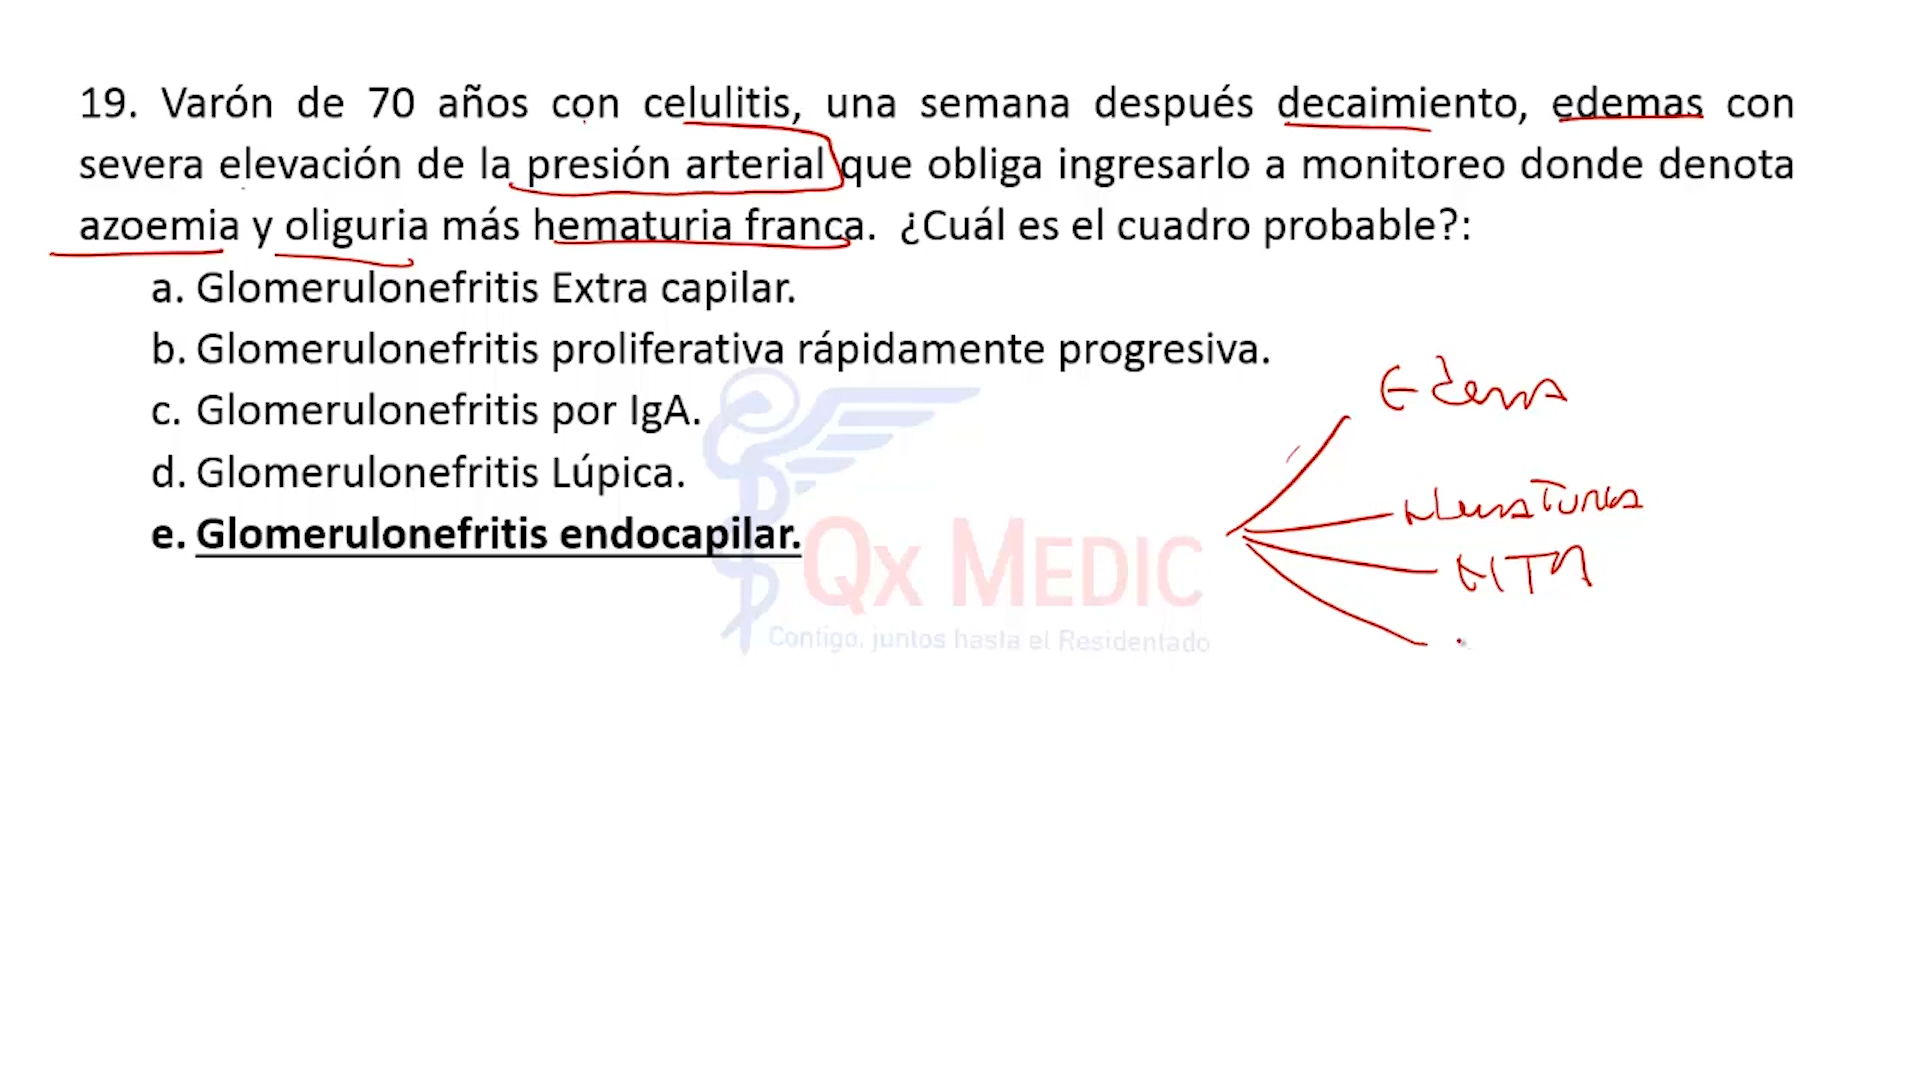 19. Varón de 70 años con celulitis, una semana después decaimiento, edemas con
severa elevación de la presión arterial que obliga ingresarlo a monitoreo donde denota
azoemia y oliguria más hematuria franca. ¿Cuál es el cuadro probable?:
a. Glomerulonefritis Extra capilar.
b. Glomerulonefritis proliferativa rápidamente progresiva.
c. Glomerulonefritis por IgA.
d. Glomerulonefritis Lúpica.
e. Glomerulonefritis endocapilar.
Edema
Hematuria
HTA
Qx MEDIC
Contigo, juntos hasta el Residentado